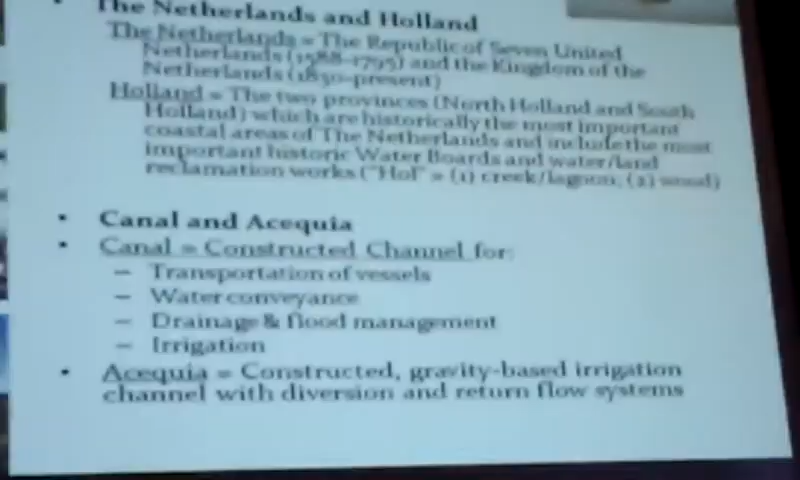 • The Netherlands and Holland
The Netherlands = The Republic of Seven United
Netherlands (1588-1795) and the Kingdom of the
Netherlands (1830-present)
Holland = The two provinces (North Holland and South
Holland) which are historically the most important
coastal areas of The Netherlands and include the most
important historic Water Boards and water/land
reclamation works ("Hol" = (1) creek/lagoon; (2) wood)
• Canal and Acequia
• Canal = Constructed Channel for:
– Transportation of vessels
– Water conveyance
– Drainage & flood management
– Irrigation
• Acequia = Constructed, gravity-based irrigation
channel with diversion and return flow systems